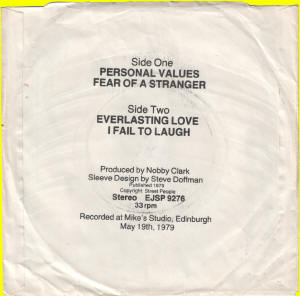 Side One
PERSONAL VALUES
FEAR OF A STRANGER
Side Two
EVERLASTING LOVE
I FAIL TO LAUGH
Produced by Nobby Clark
Sleeve Design by Steve Doffman
Published 1979
Copyright: Street People
Stereo EJSP 9276
33 rpm
Recorded at Mike's Studio, Edinburgh
May 19th, 1979